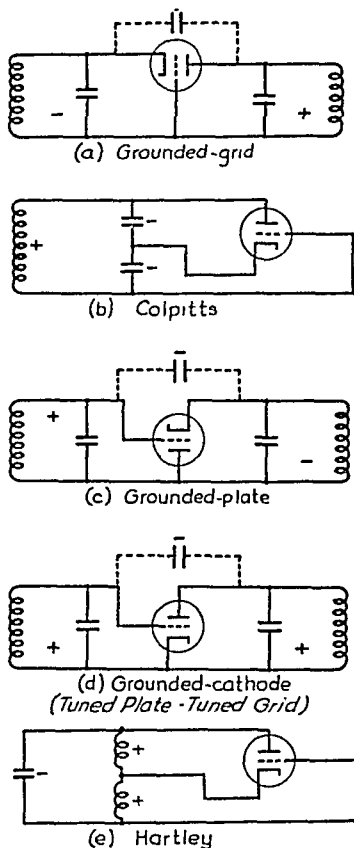 -
- +
(a) Grounded-grid
-
+ -
(b) Colpitts
-
+ -
(c) Grounded-plate
-
+ +
(d) Grounded-cathode
(Tuned Plate - Tuned Grid)
+
-
+
(e) Hartley